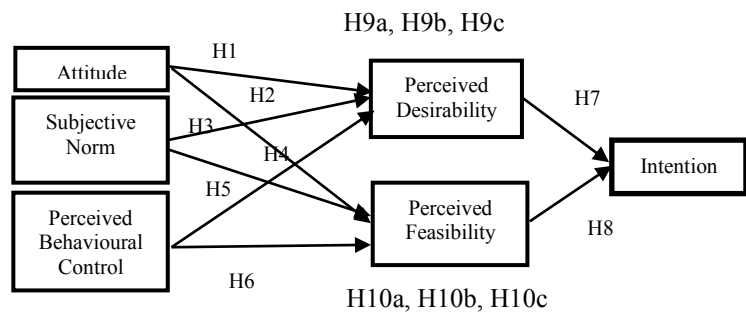 H9a, H9b, H9c
H1
Attitude
H2
Perceived
Desirability
H7
Subjective
Norm
H3
H4
Intention
H5
Perceived
Behavioural
Control
Perceived
Feasibility
H8
H6
H10a, H10b, H10c